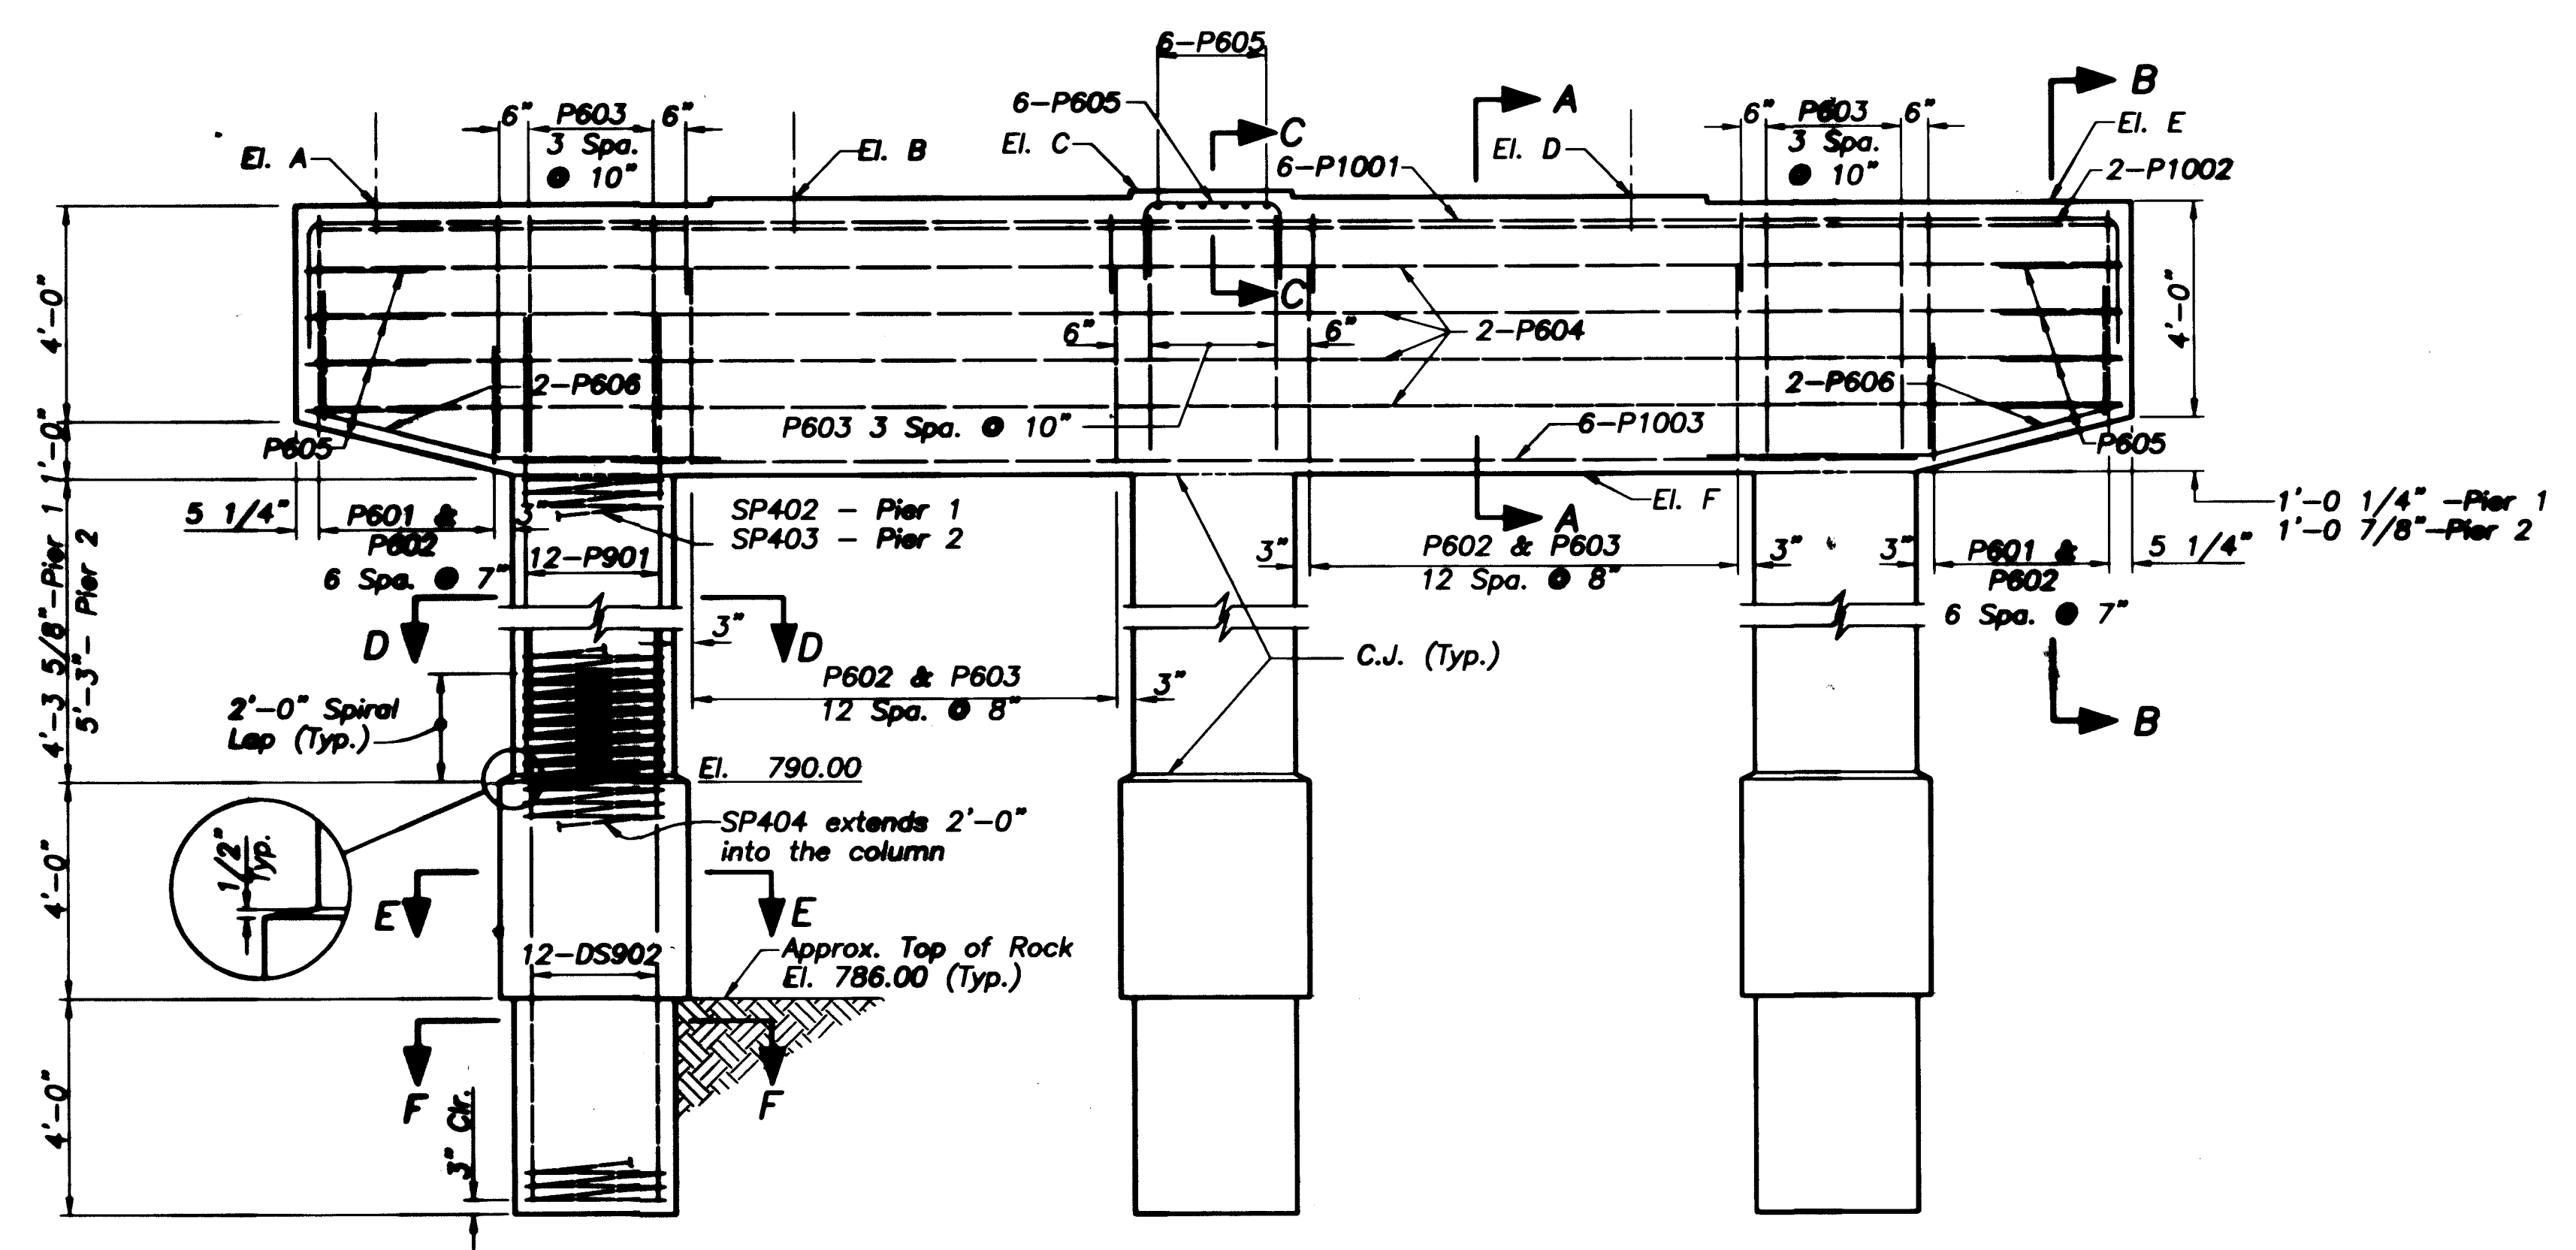 6-P605
6" P603 6"
3 Spa.
@ 10"
6-P605
El. A
El. B
El. C
C
A
El. D
6-P1001
6" P603 6"
3 Spa.
@ 10"
B
El. E
2-P1002
4'-0"
C
2-P604
6"
6"
4'-0"
2-P606
2-P606
P603 3 Spa. @ 10"
6-P1003
P605
P605
1'-0"
El. F
5 1/4"
P601 &
P602
6 Spa. @ 7"
3"
SP402 - Pier 1
SP403 - Pier 2
12-P901
A
3"
P602 & P603
12 Spa. @ 8"
3"
3"
P601 &
P602
6 Spa. @ 7"
5 1/4"
1'-0 1/4" -Pier 1
1'-0 7/8"-Pier 2
4'-3 5/8"-Pier 1
5'-3"- Pier 2
D
D
3"
P602 & P603
12 Spa. @ 8"
3"
C.J. (Typ.)
B
2'-0" Spiral
Lap (Typ.)
El. 790.00
SP404 extends 2'-0"
into the column
1/2"
Typ.
4'-0"
E
E
12-DS902
Approx. Top of Rock
El. 786.00 (Typ.)
F
F
4'-0"
3" Clr.